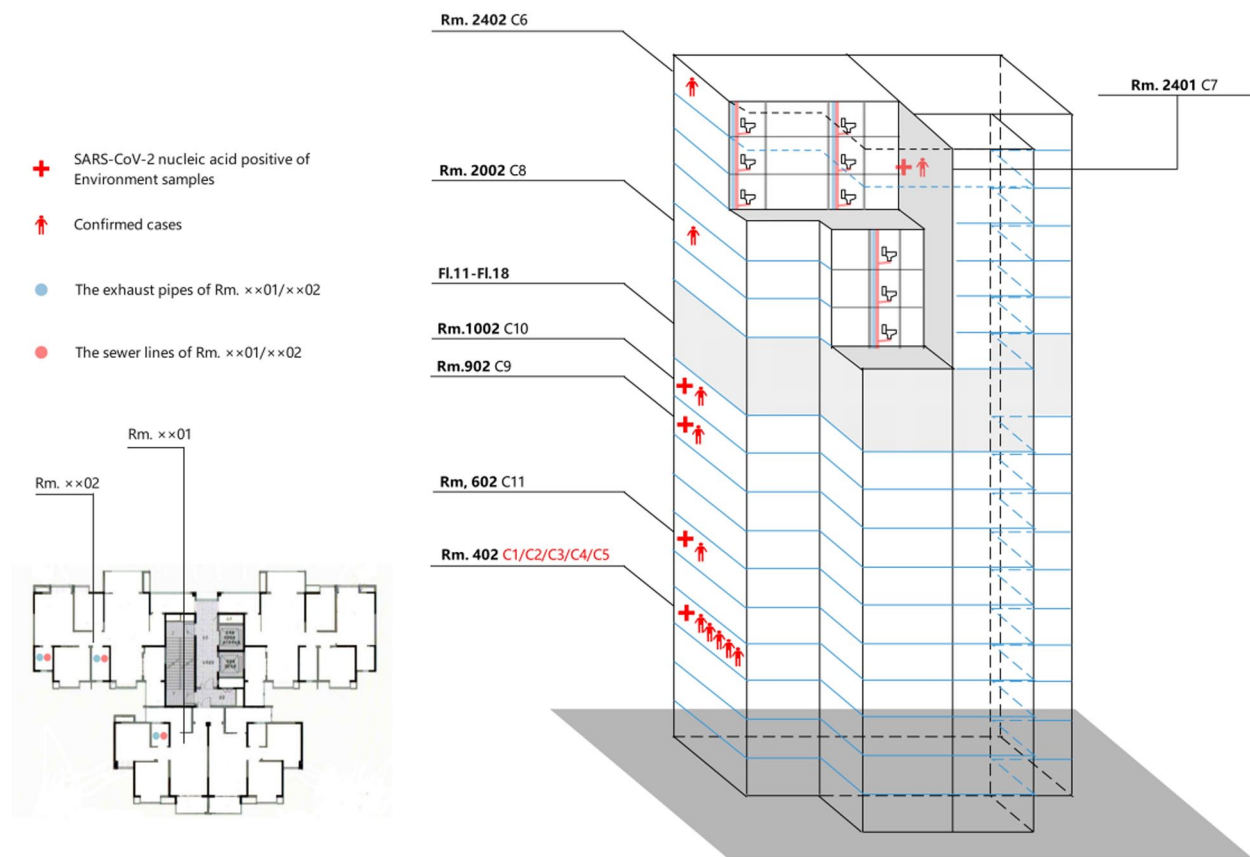 Rm. 2402 C6
Rm. 2401 C7
SARS-CoV-2 nucleic acid positive of
Environment samples
Rm. 2002 C8
Confirmed cases
Fl.11-Fl.18
The exhaust pipes of Rm. ××01/××02
Rm.1002 C10
The sewer lines of Rm. ××01/××02
Rm.902 C9
Rm. ××01
Rm. ××02
Rm, 602 C11
Rm. 402 C1/C2/C3/C4/C5